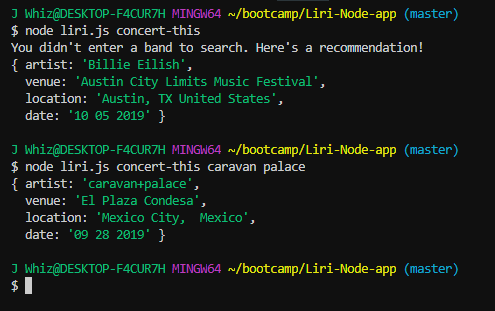 J Whiz@DESKTOP-F4CUR7H MINGW64 ~/bootcamp/Liri-Node-app (master)
$ node liri.js concert-this
You didn't enter a band to search. Here's a recommendation!
{ artist: 'Billie Eilish',
  venue: 'Austin City Limits Music Festival',
  location: 'Austin, TX United States',
  date: '10 05 2019' }
J Whiz@DESKTOP-F4CUR7H MINGW64 ~/bootcamp/Liri-Node-app (master)
$ node liri.js concert-this caravan palace
{ artist: 'caravan+palace',
  venue: 'El Plaza Condesa',
  location: 'Mexico City,  Mexico',
  date: '09 28 2019' }
J Whiz@DESKTOP-F4CUR7H MINGW64 ~/bootcamp/Liri-Node-app (master)
$